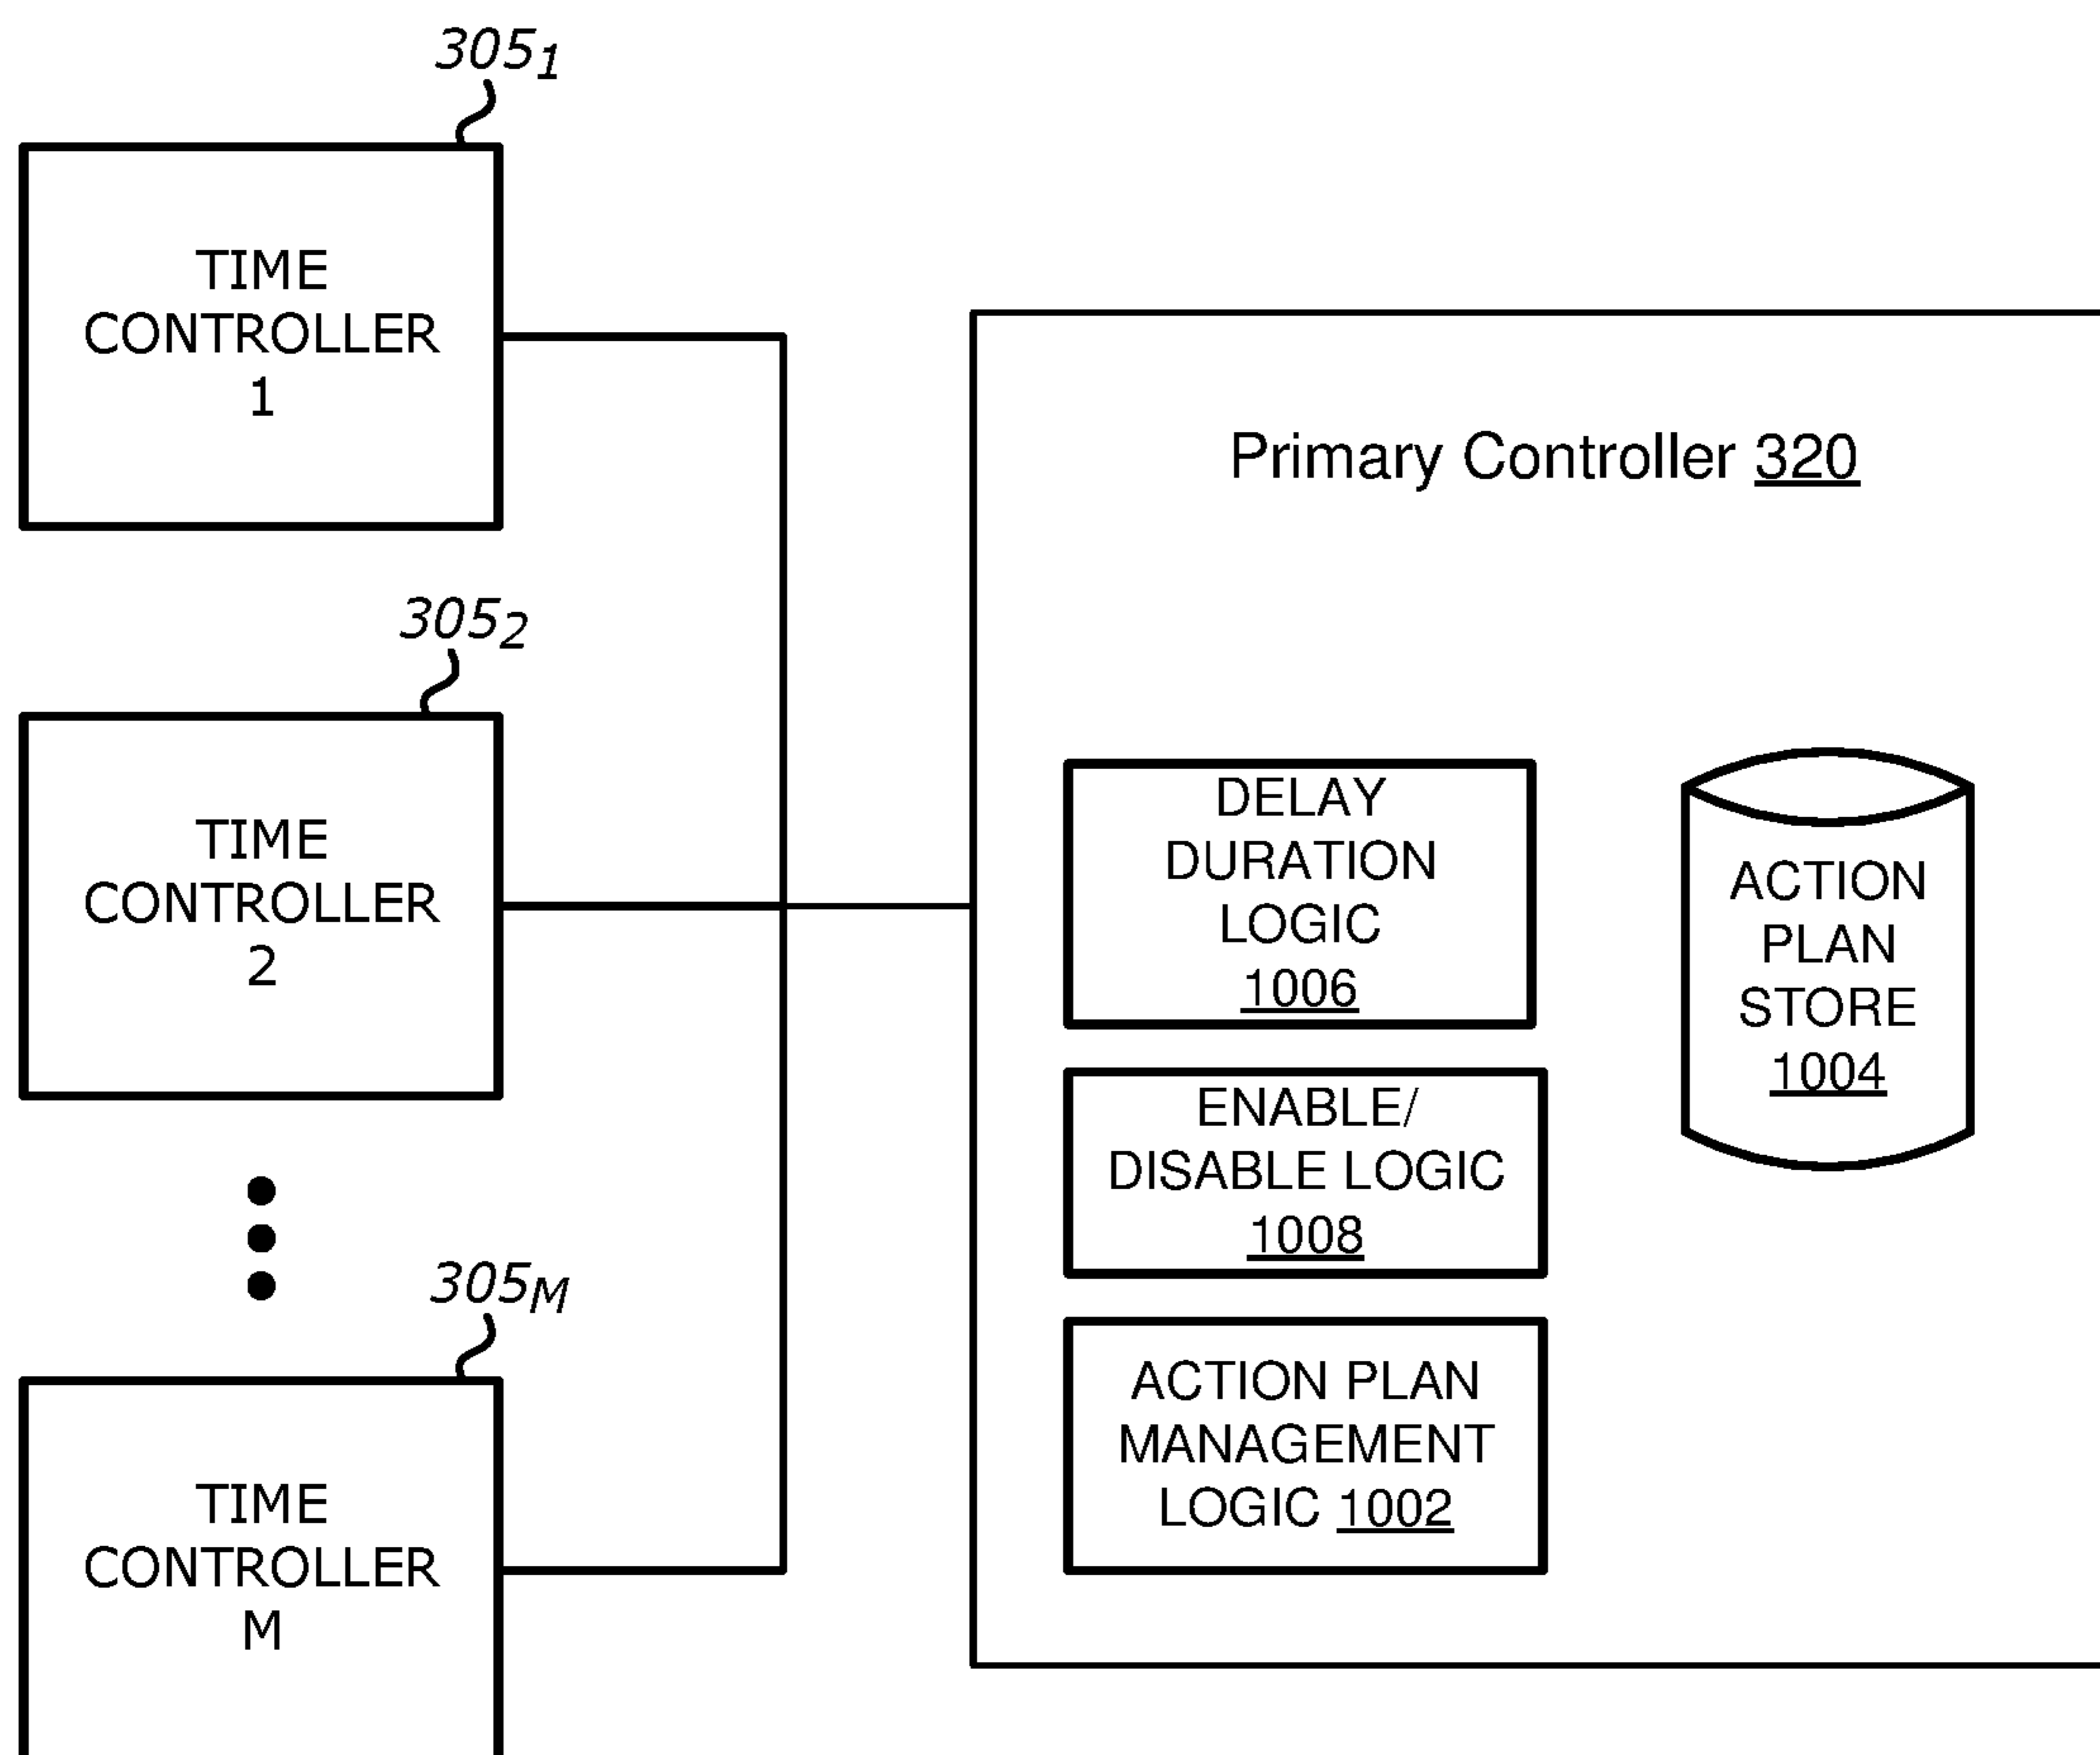 305₁
TIME
CONTROLLER
1
305₂
TIME
CONTROLLER
2
305M
TIME
CONTROLLER
M
Primary Controller 320
DELAY
DURATION
LOGIC
1006
ENABLE/
DISABLE LOGIC
1008
ACTION PLAN
MANAGEMENT
LOGIC 1002
ACTION
PLAN
STORE
1004